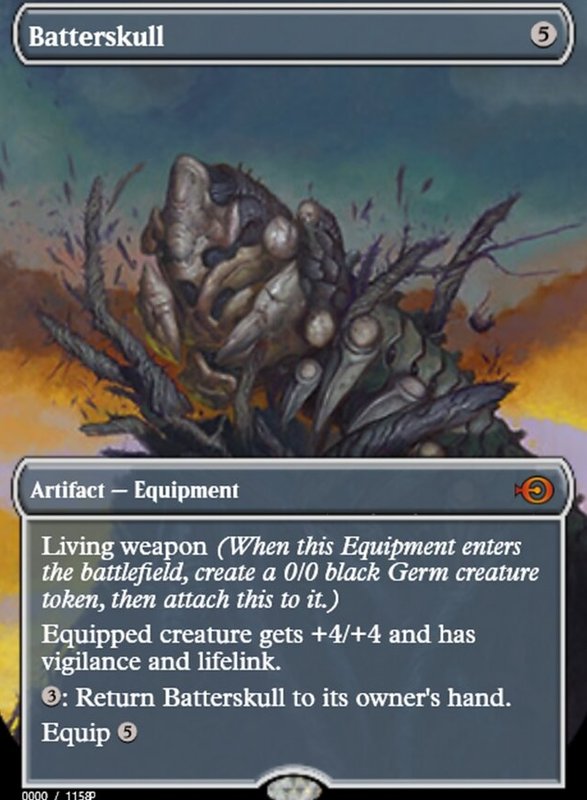 Batterskull 5
Artifact — Equipment
Living weapon (When this Equipment enters
the battlefield, create a 0/0 black Germ creature
token, then attach this to it.)
Equipped creature gets +4/+4 and has
vigilance and lifelink.
3: Return Batterskull to its owner's hand.
Equip 5
0000 / 1158P